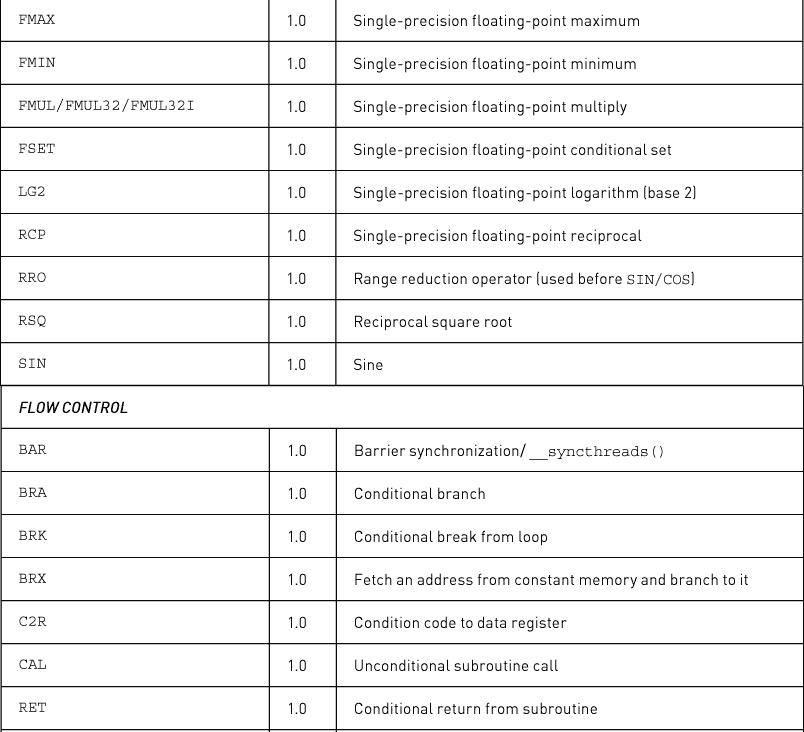 FMAX 1.0 Single-precision floating-point maximum
FMIN 1.0 Single-precision floating-point minimum
FMUL/FMUL32/FMUL32I 1.0 Single-precision floating-point multiply
FSET 1.0 Single-precision floating-point conditional set
LG2 1.0 Single-precision floating-point logarithm (base 2)
RCP 1.0 Single-precision floating-point reciprocal
RRO 1.0 Range reduction operator (used before SIN/COS)
RSQ 1.0 Reciprocal square root
SIN 1.0 Sine
FLOW CONTROL
BAR 1.0 Barrier synchronization/ __syncthreads()
BRA 1.0 Conditional branch
BRK 1.0 Conditional break from loop
BRX 1.0 Fetch an address from constant memory and branch to it
C2R 1.0 Condition code to data register
CAL 1.0 Unconditional subroutine call
RET 1.0 Conditional return from subroutine